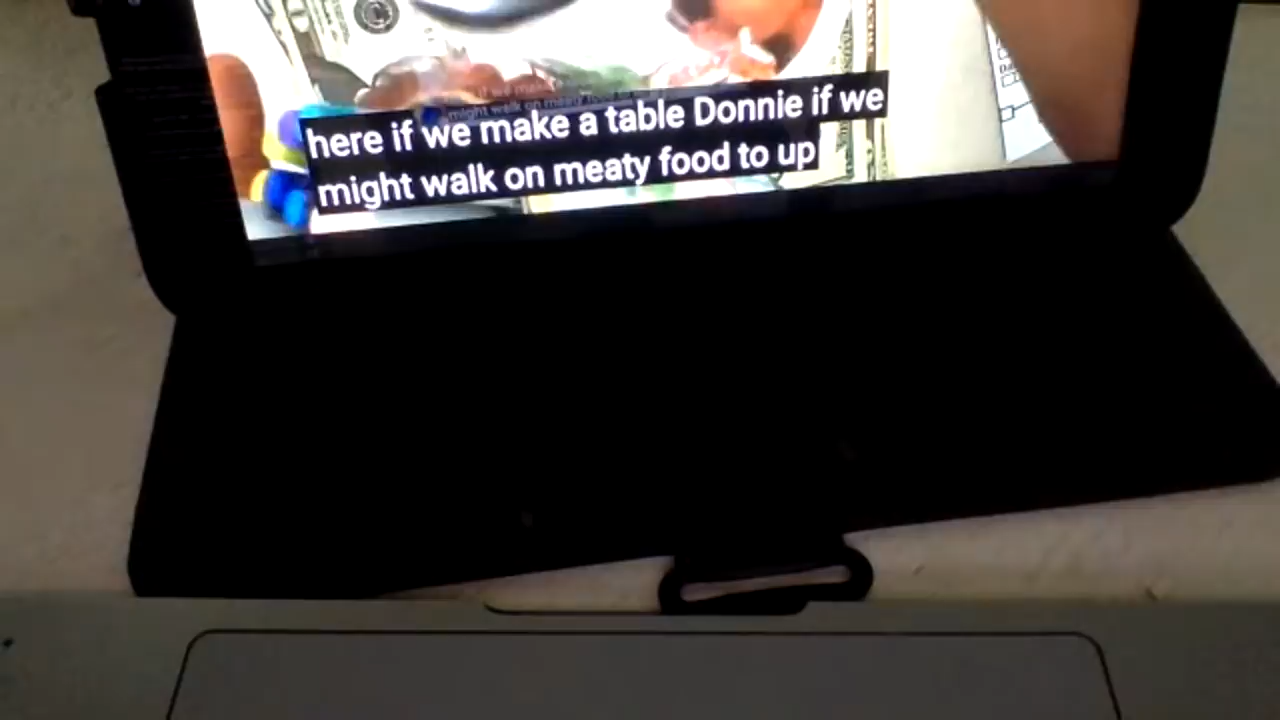 here if we make a table Donnie if we
might walk on meaty food to up